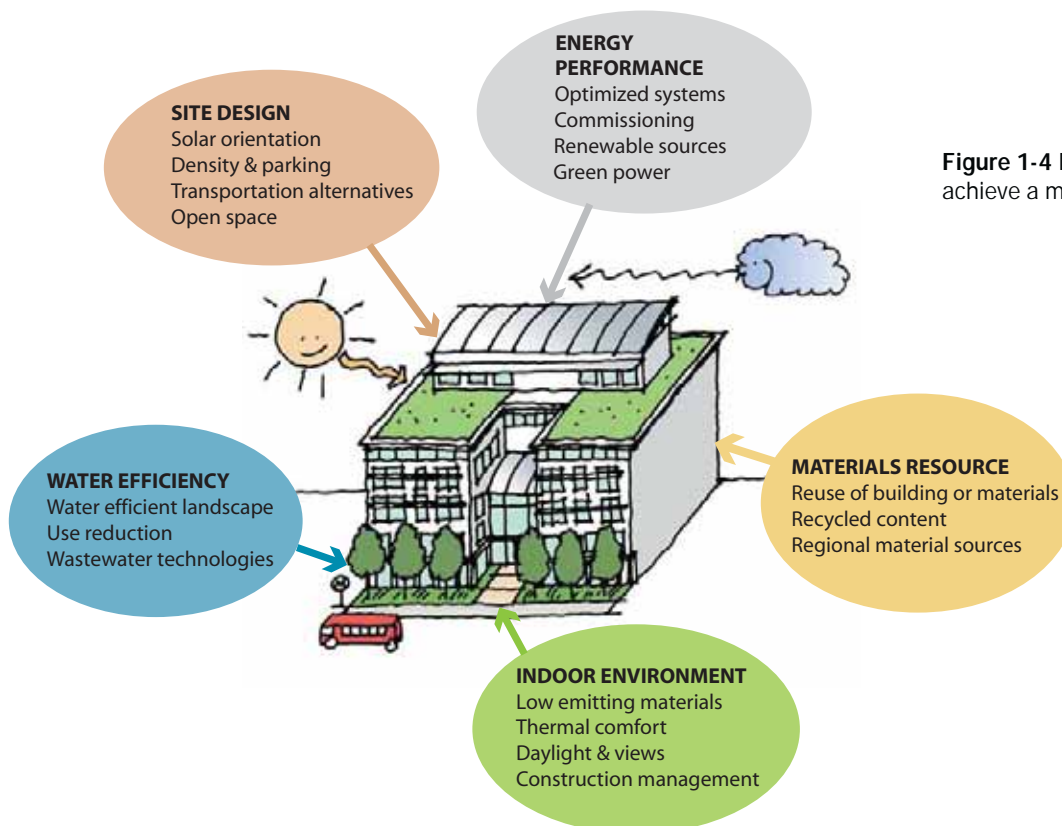 ENERGY
PERFORMANCE
Optimized systems
Commissioning
Renewable sources
Green power
SITE DESIGN
Solar orientation
Density & parking
Transportation alternatives
Open space
Figure 1-4
achieve a m
WATER EFFICIENCY
Water efficient landscape
Use reduction
Wastewater technologies
MATERIALS RESOURCE
Reuse of building or materials
Recycled content
Regional material sources
INDOOR ENVIRONMENT
Low emitting materials
Thermal comfort
Daylight & views
Construction management